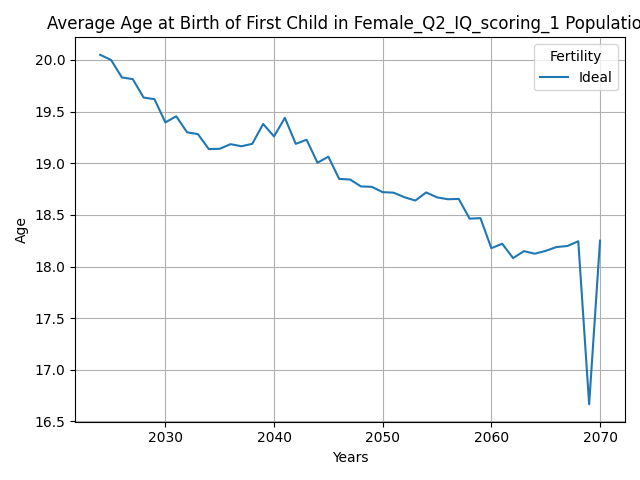 Average Age at Birth of First Child in Female_Q2_IQ_scoring_1 Populatio
Fertility
Ideal
20.0
19.5
19.0
18.5
18.0
17.5
17.0
16.5
Age
2030 2040 2050 2060 2070
Years